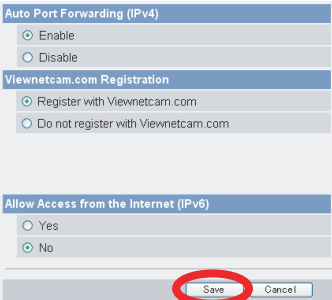 Auto Port Forwarding (IPv4)
Enable
Disable
Viewnetcam.com Registration
Register with Viewnetcam.com
Do not register with Viewnetcam.com
Allow Access from the Internet (IPv6)
Yes
No
Save Cancel